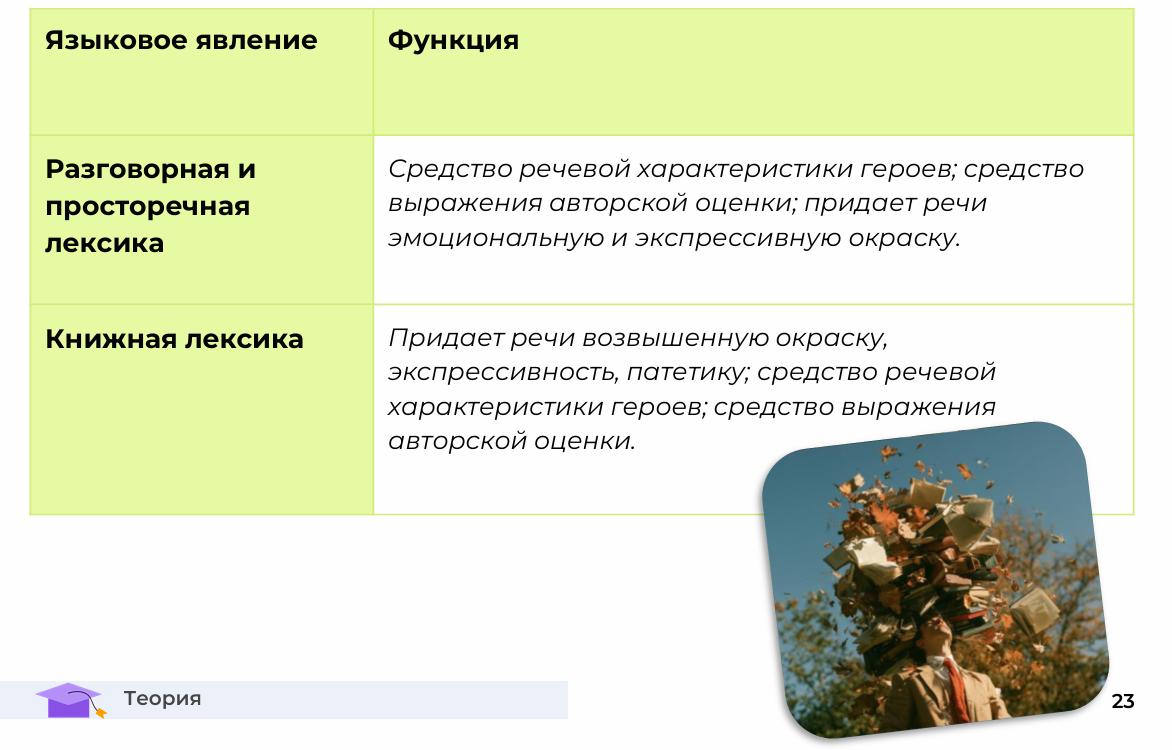 Языковое явление
Функция
Разговорная и
просторечная
лексика
Средство речевой характеристики героев; средство
выражения авторской оценки; придает речи
эмоциональную и экспрессивную окраску.
Книжная лексика
Придает речи возвышенную окраску,
экспрессивность, патетику; средство речевой
характеристики героев; средство выражения
авторской оценки.
Теория
23